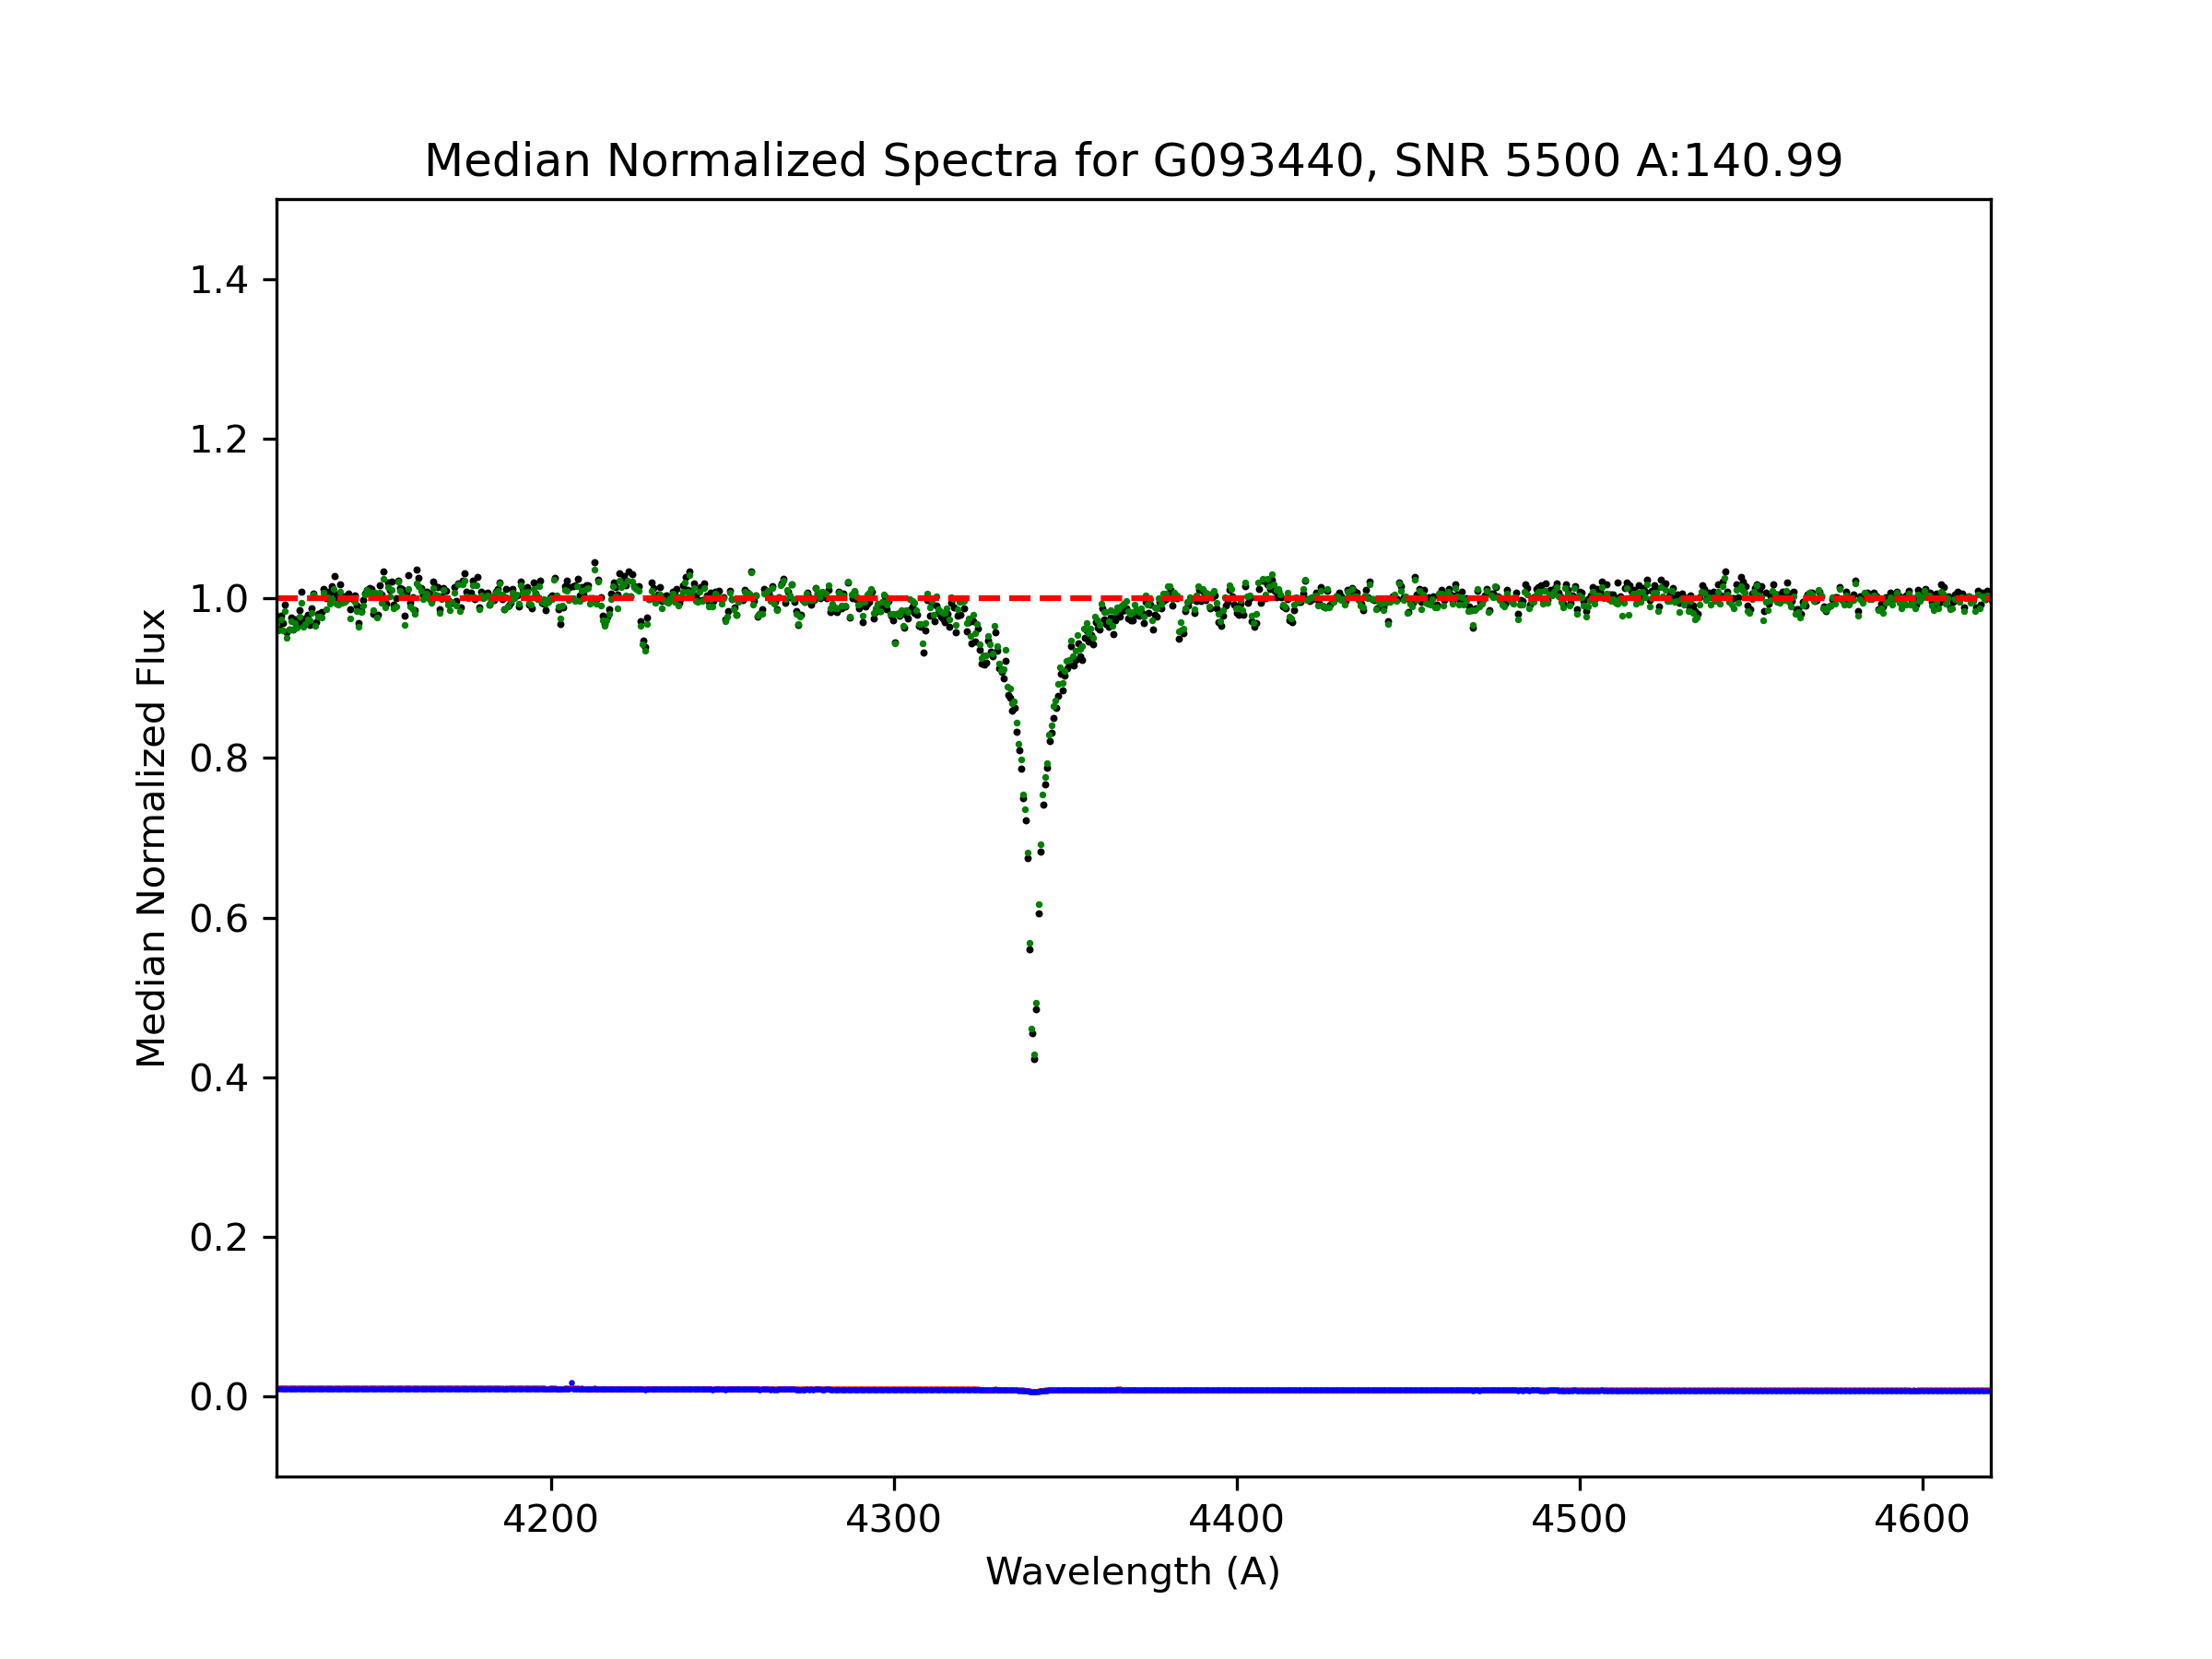 Median Normalized Spectra for G093440, SNR 5500 A:140.99
Median Normalized Flux
1.4
1.2
1.0
0.8
0.6
0.4
0.2
0.0
4200 4300 4400 4500 4600
Wavelength (A)